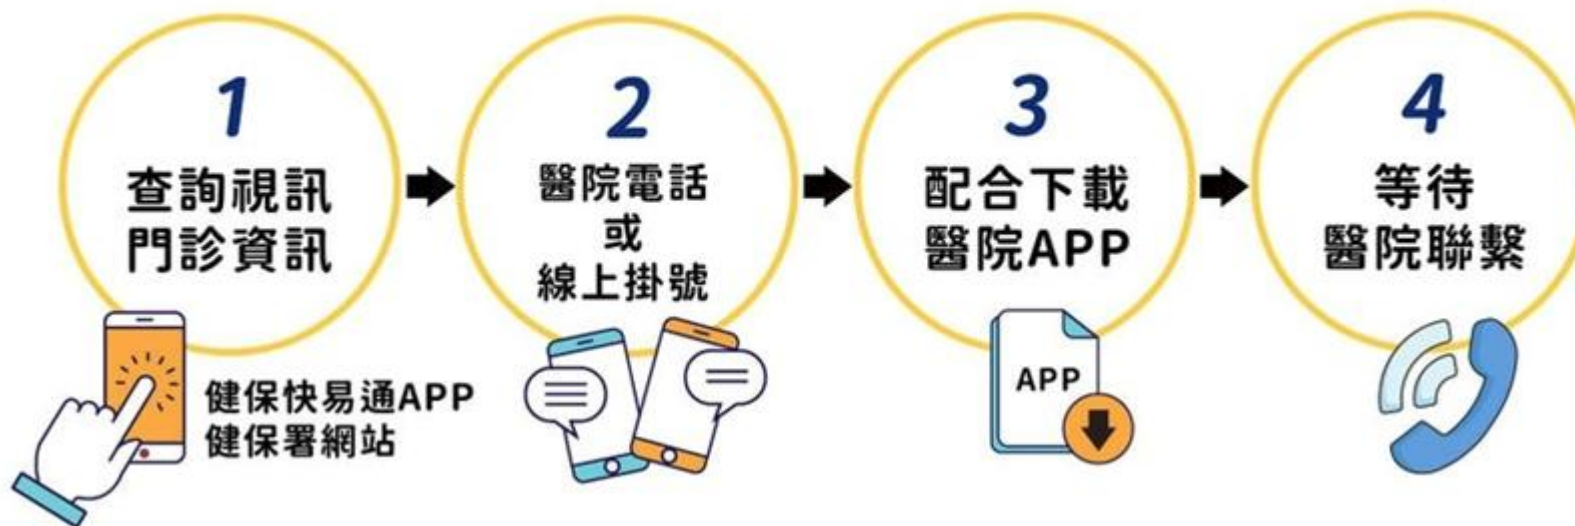 1
查詢視訊
門診資訊
健保快易通APP
健保署網站
2
醫院電話
或
線上掛號
3
配合下載
醫院APP
APP
4
等待
醫院聯繫